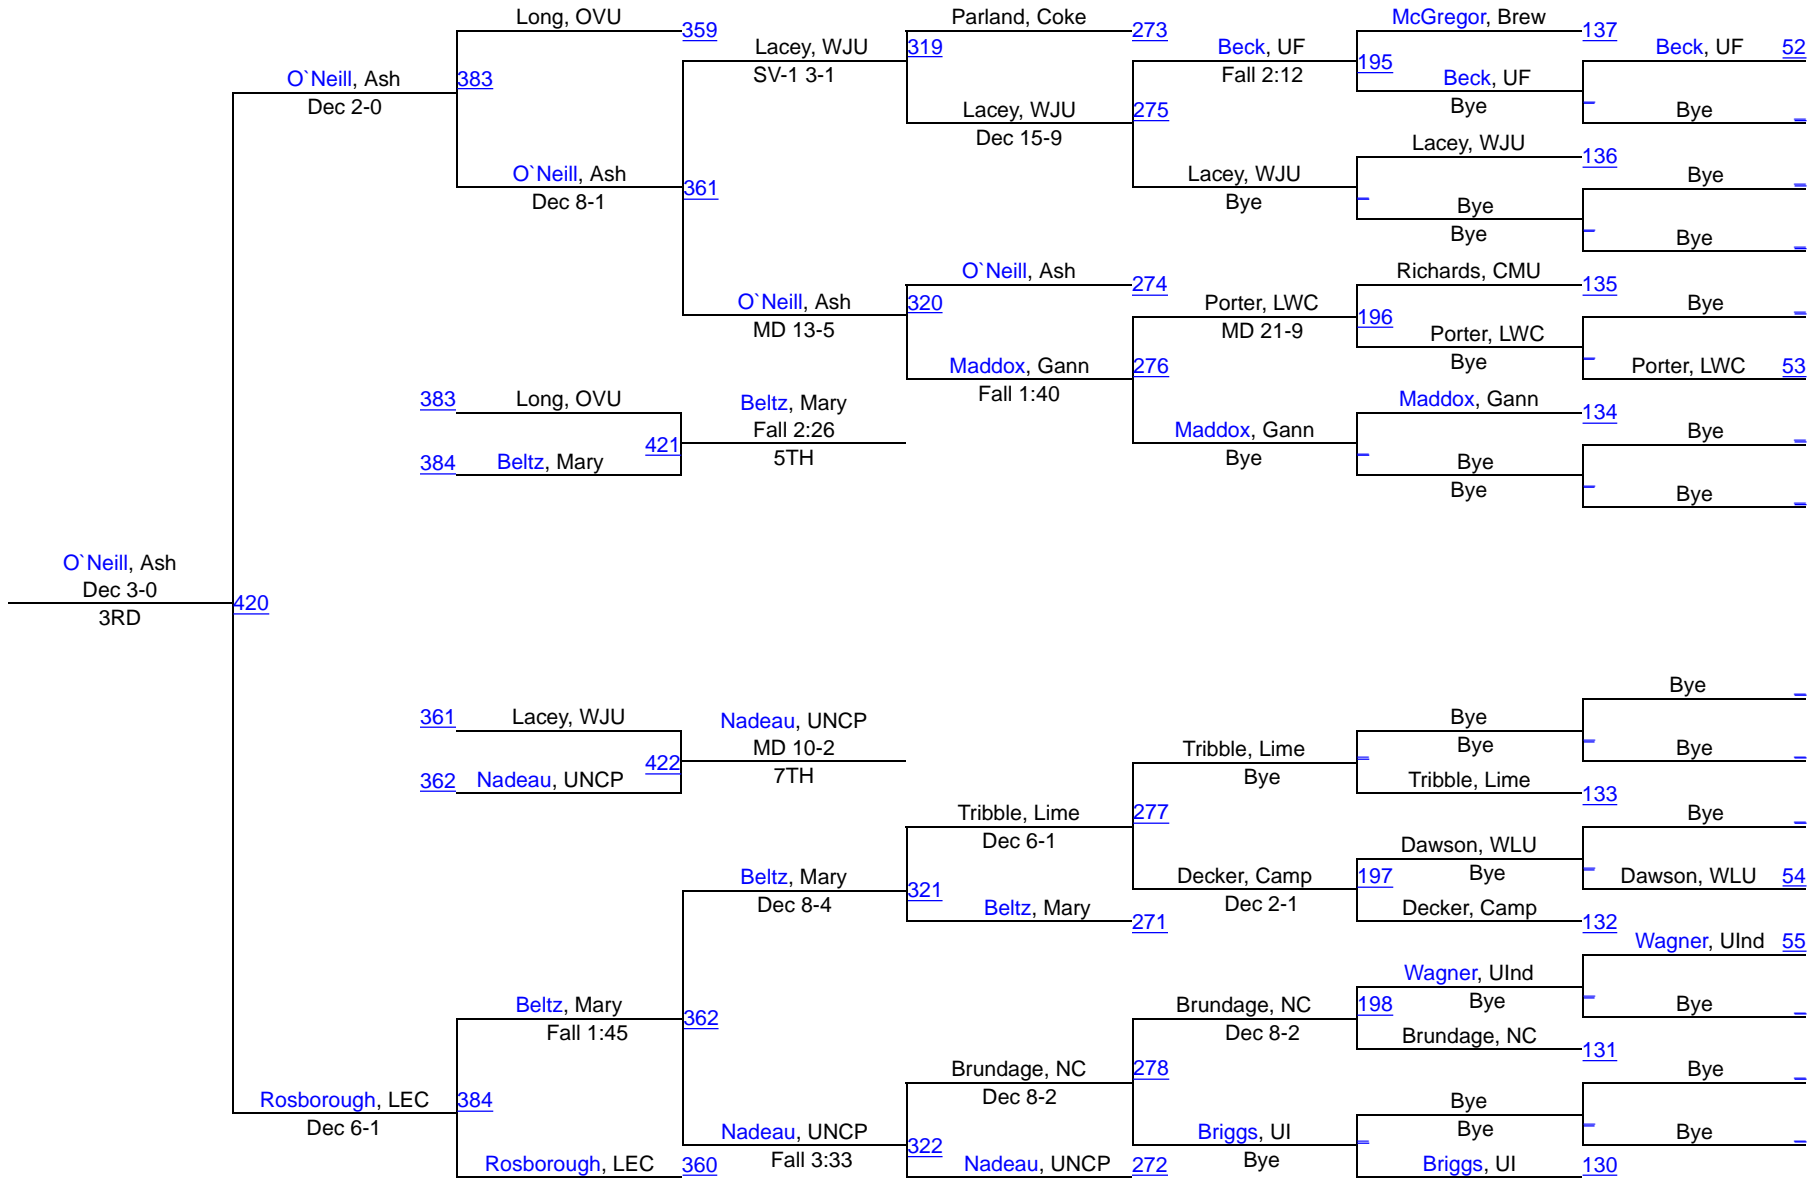 Long, OVU
359
Parland, Coke
273
McGregor, Brew
137
Lacey, WJU
SV-1 3-1
319
Beck, UF
Fall 2:12
195
Beck, UF 52
O`Neill, Ash
Dec 2-0
383
Beck, UF
Bye
Bye
Lacey, WJU
Dec 15-9
275
Lacey, WJU
136
O`Neill, Ash
Dec 8-1
361
Lacey, WJU
Bye
Bye
Bye
Bye
Bye
O`Neill, Ash
274
Richards, CMU
135
O`Neill, Ash
MD 13-5
320
Porter, LWC
MD 21-9
196
Bye
Porter, LWC
Bye
Porter, LWC 53
Maddox, Gann
Fall 1:40
276
383 Long, OVU
Beltz, Mary
Fall 2:26
5TH
Maddox, Gann
134
384 Beltz, Mary
421
Maddox, Gann
Bye
Bye
Bye
Bye
Bye
O`Neill, Ash
Dec 3-0
3RD
420
Bye
361 Lacey, WJU
Nadeau, UNCP
MD 10-2
7TH
Bye
Bye
362 Nadeau, UNCP
422
Tribble, Lime
Bye
Bye
Tribble, Lime
133
Tribble, Lime
Dec 6-1
277
Bye
Dawson, WLU
Bye
Beltz, Mary
Dec 8-4
321
Decker, Camp
Dec 2-1
197
Dawson, WLU 54
Beltz, Mary
271
Decker, Camp
132
Wagner, UInd 55
Beltz, Mary
Fall 1:45
362
Brundage, NC
Dec 8-2
198
Wagner, UInd
Bye
Bye
Brundage, NC
131
Brundage, NC
Dec 8-2
278
Bye
Rosborough, LEC
Dec 6-1
384
Bye
Bye
Nadeau, UNCP
Fall 3:33
322
Briggs, UI
Bye
Bye
Rosborough, LEC 360
Nadeau, UNCP 272
Briggs, UI 130